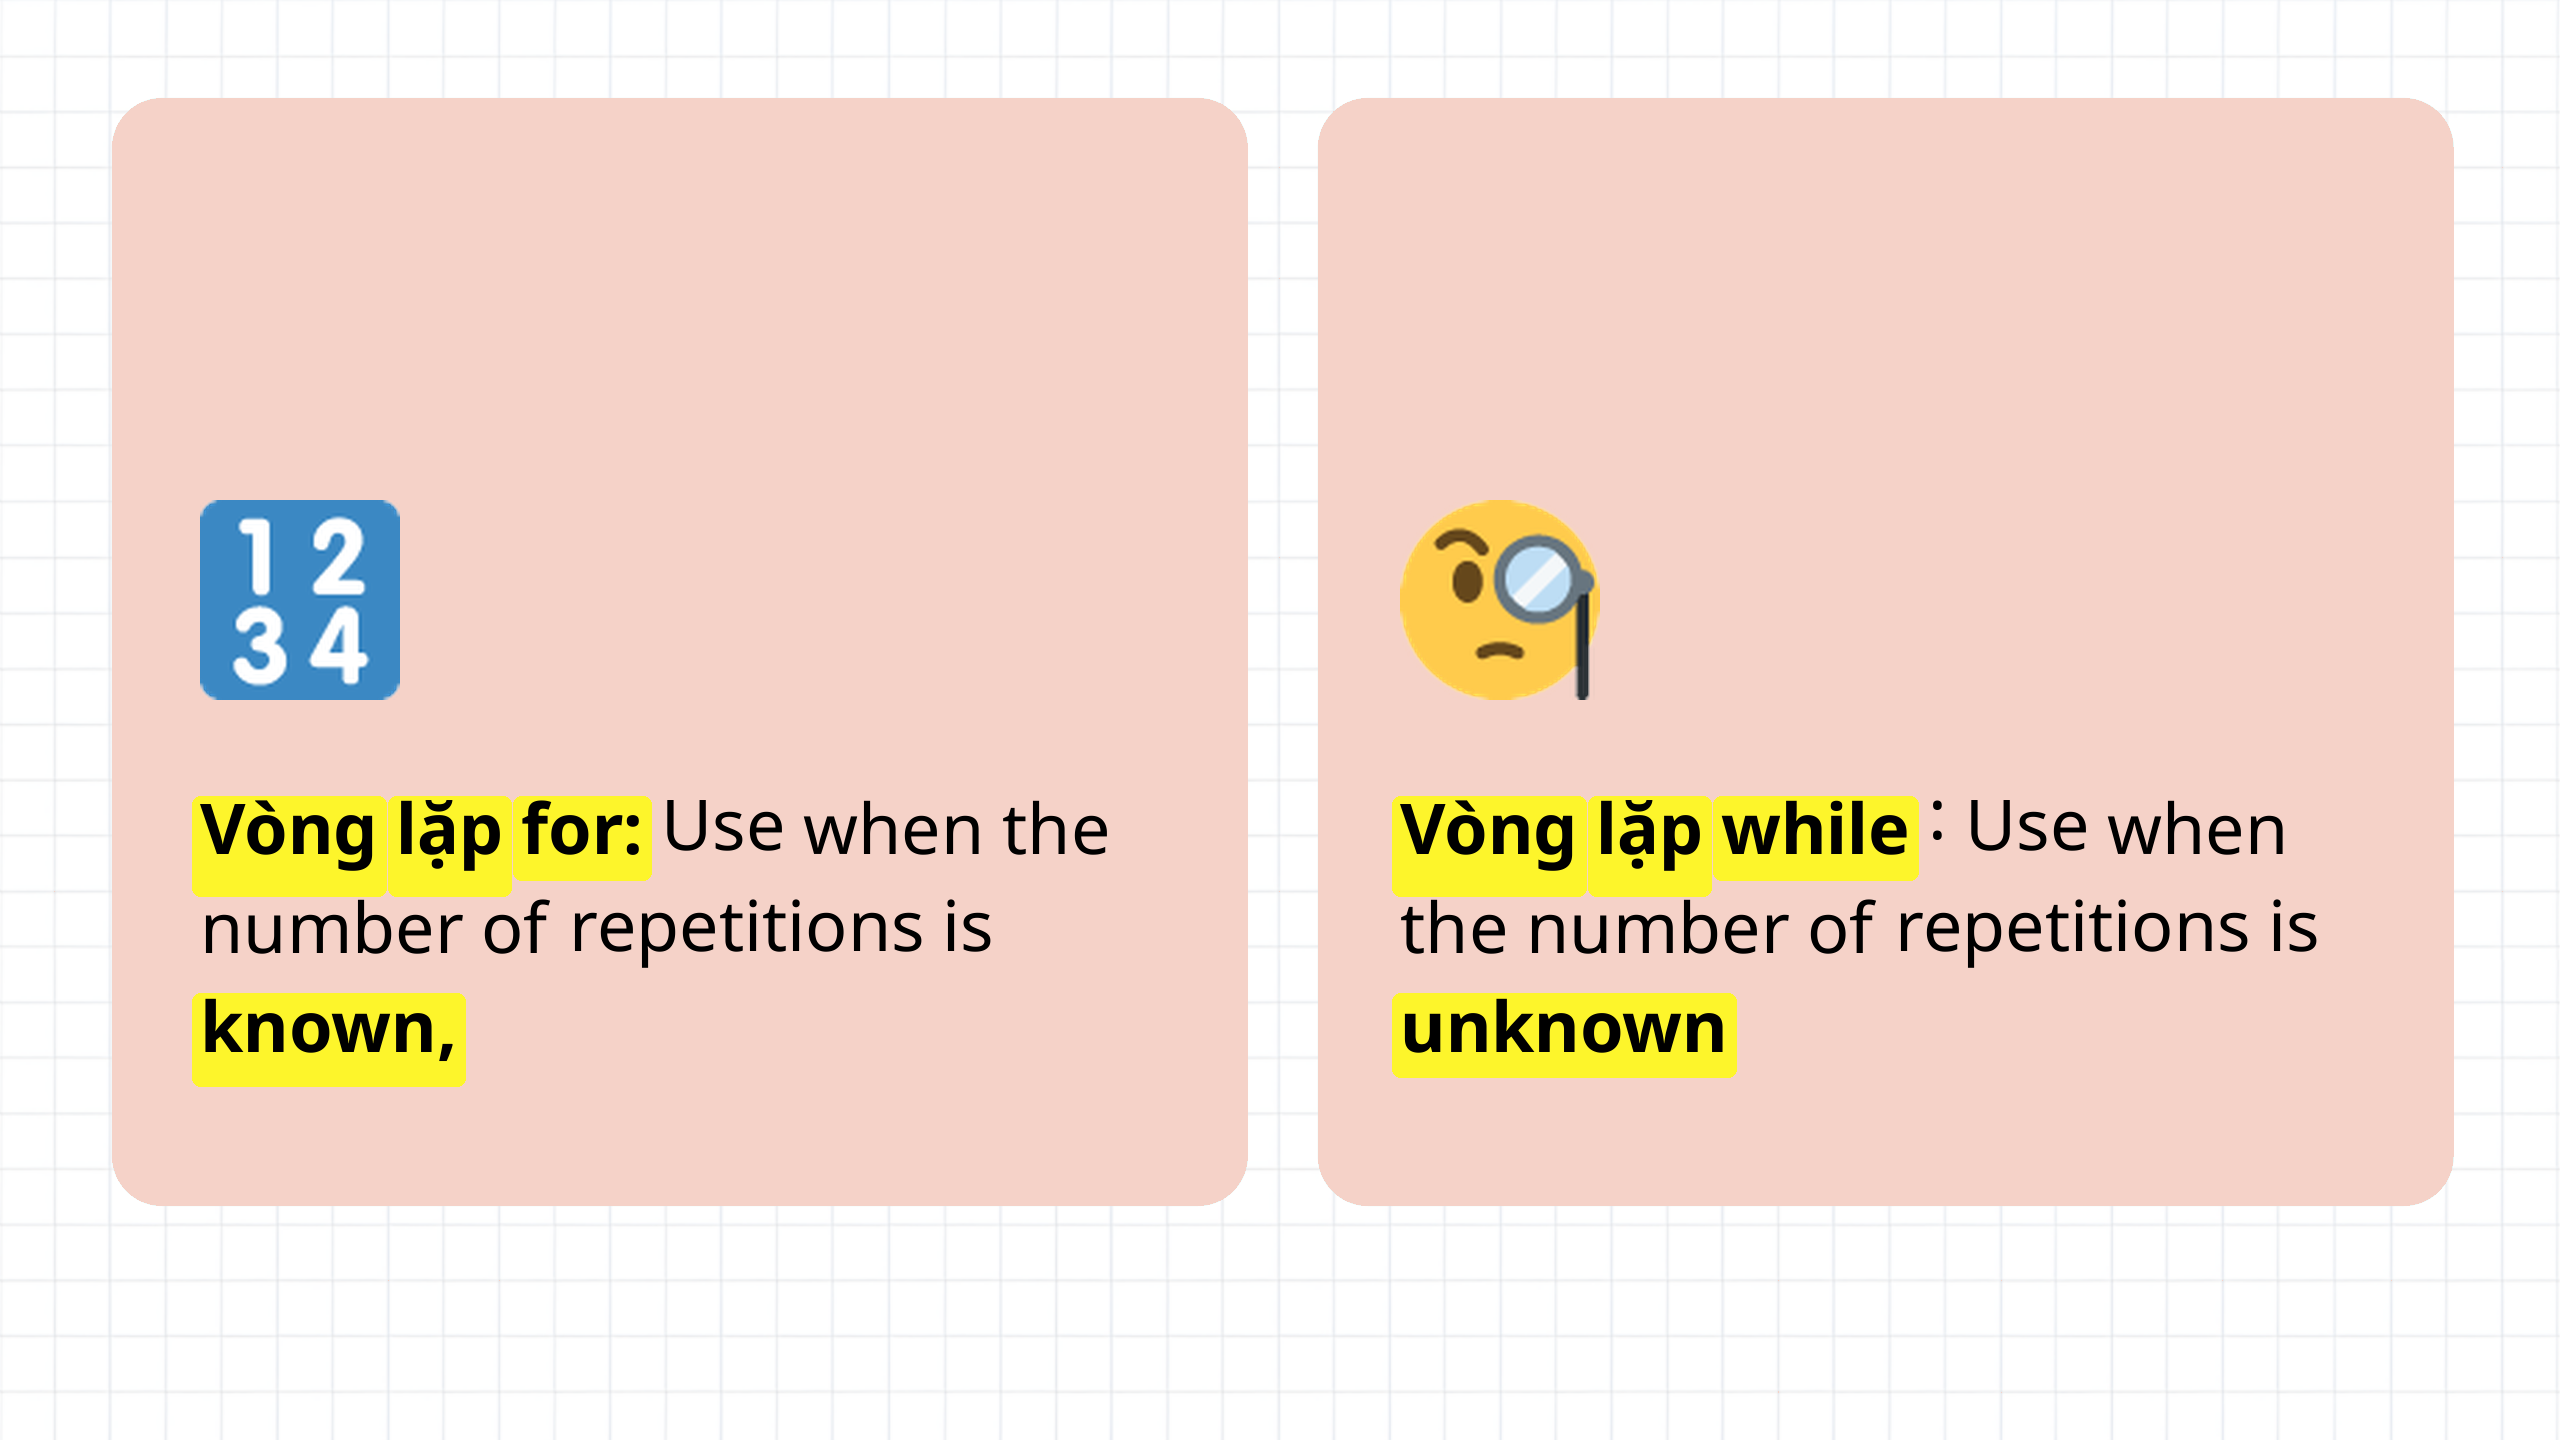 1 2
3 4
Vòng lặp for: Use when the
number of repetitions is
known,
Vòng lặp while : Use when
the number of repetitions is
unknown